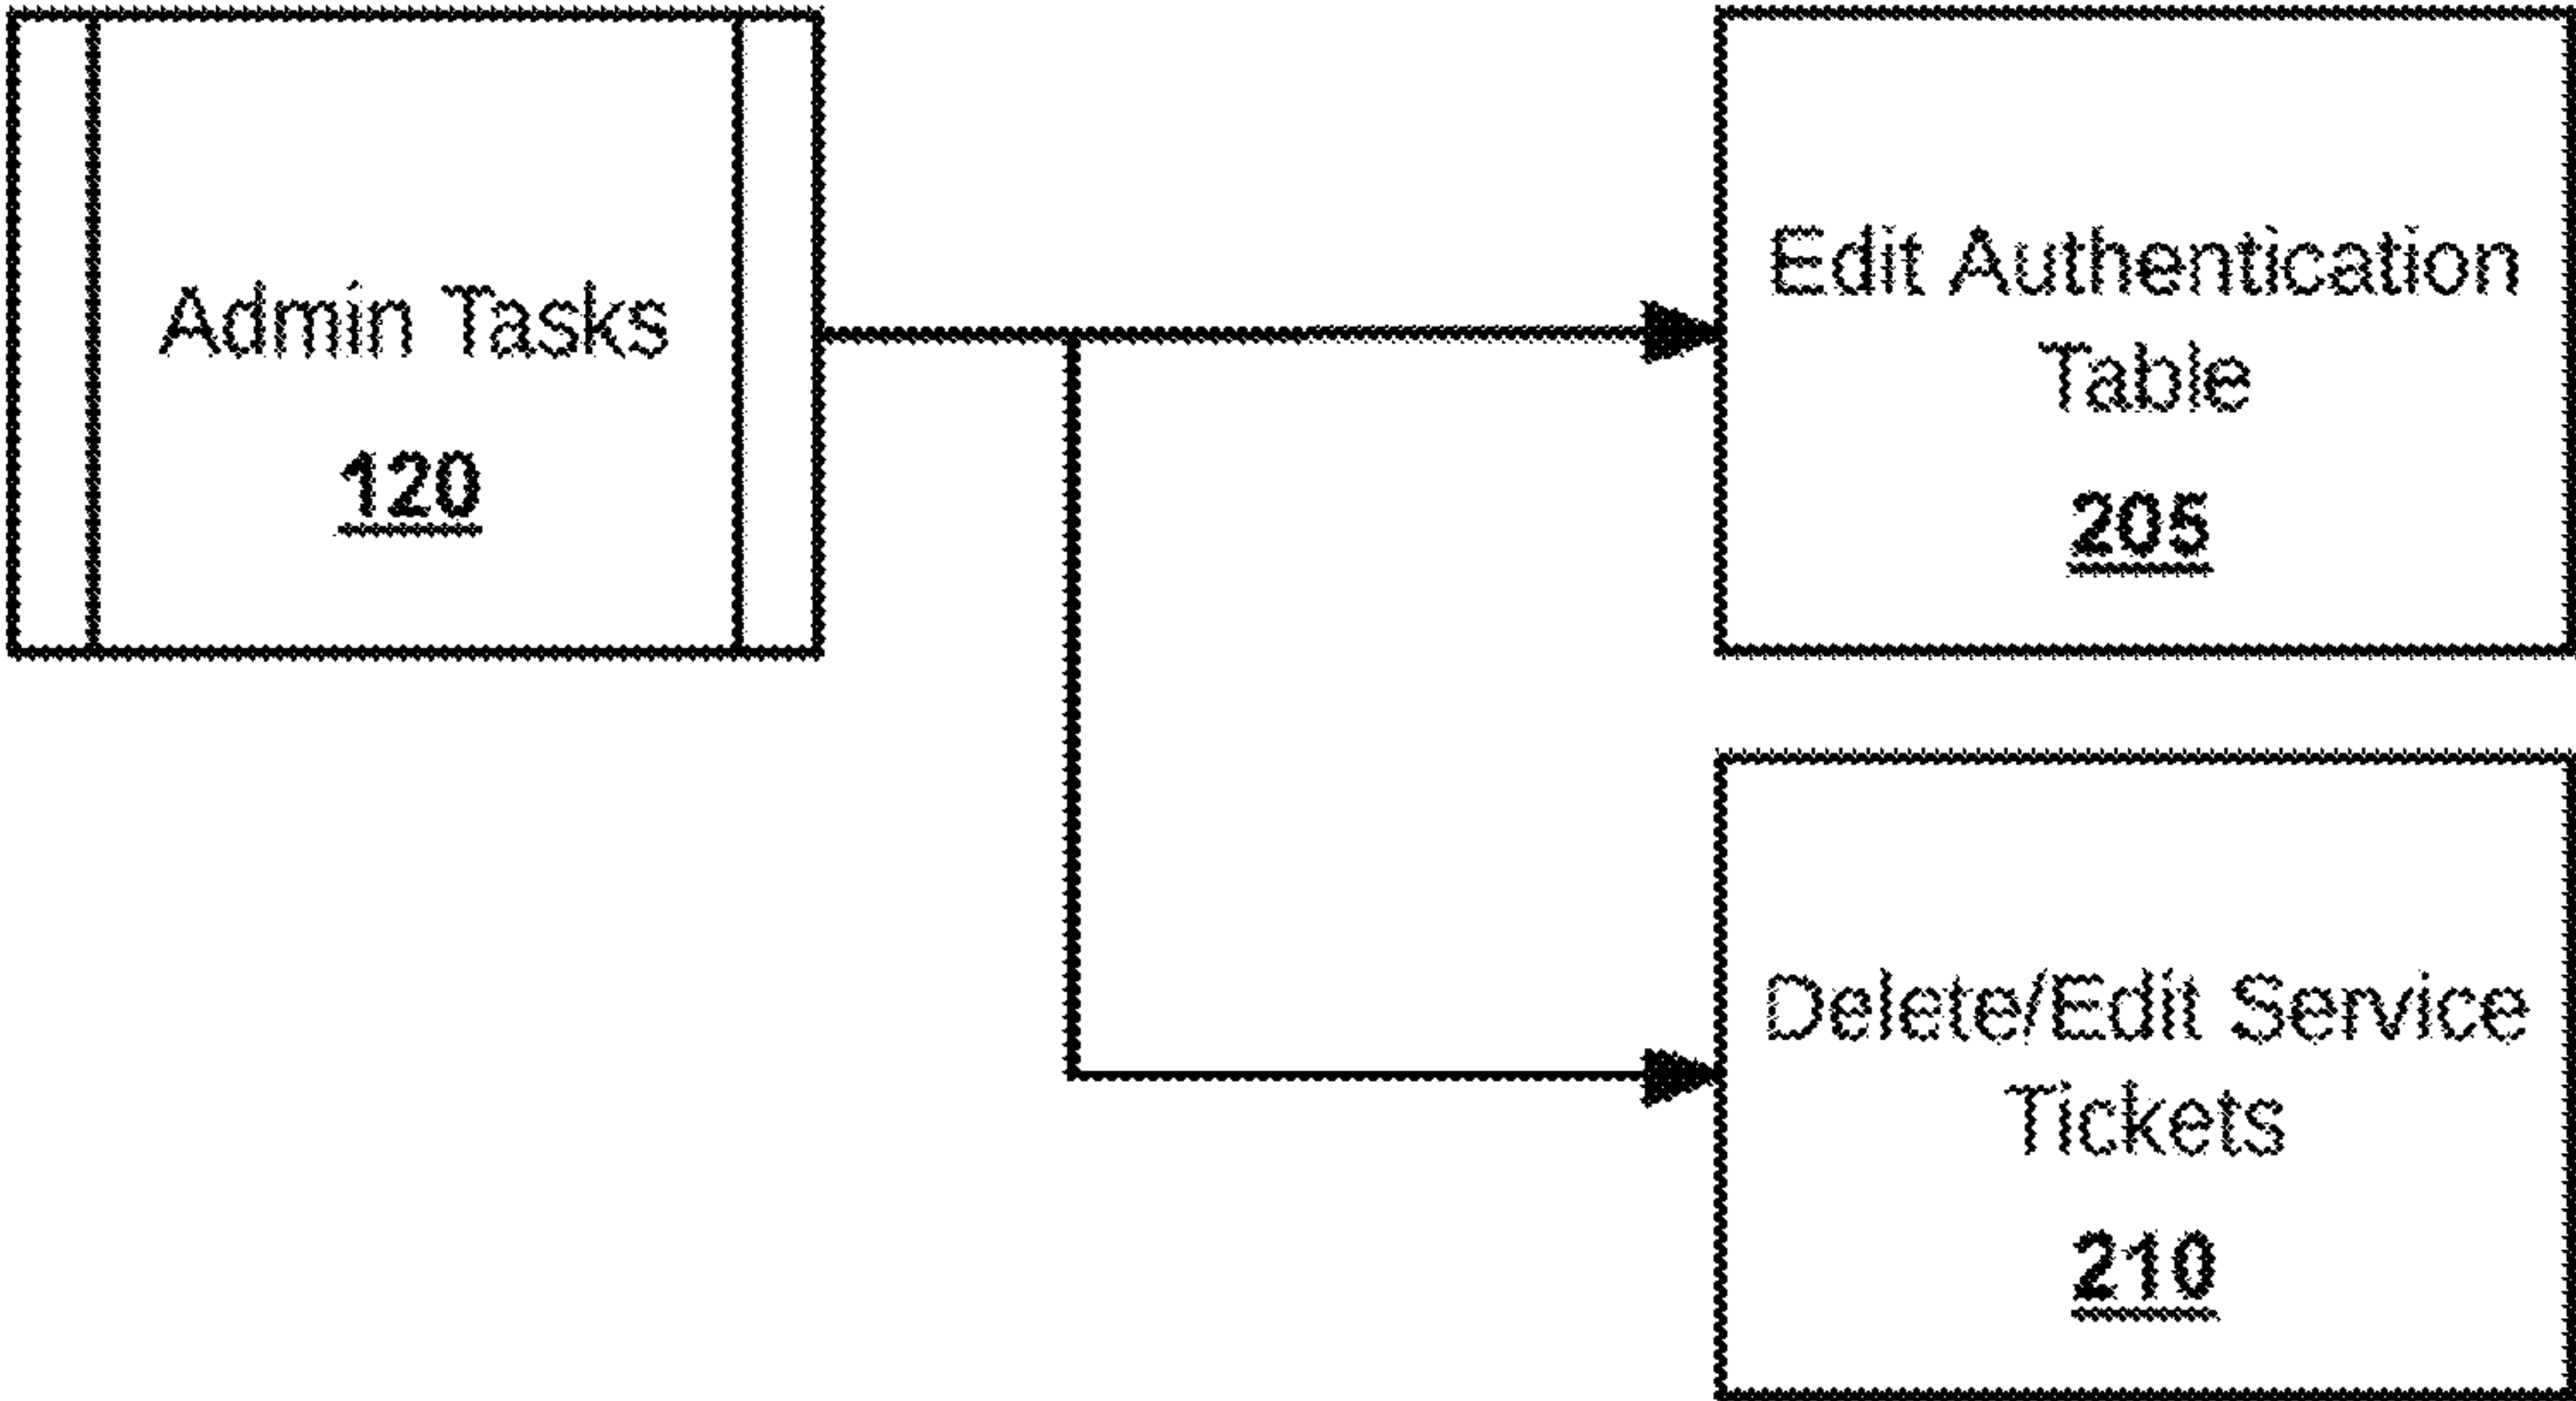 Admin Tasks
120
Edit Authentication
Table
205
Delete/Edit Service
Tickets
210